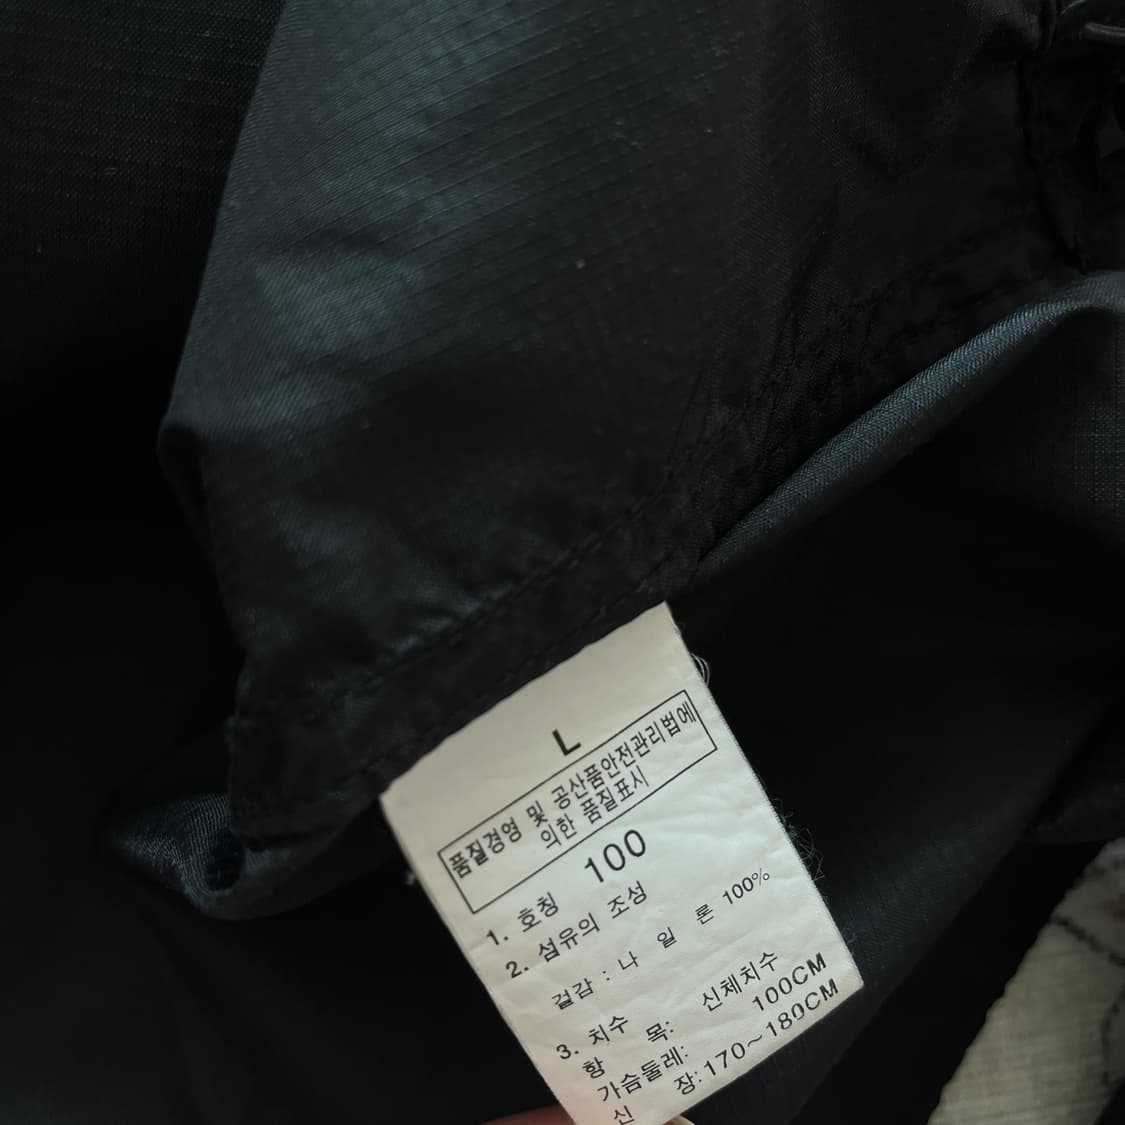 L
품질경영 및 공산품안전관리법에
의한 품질표시
1. 호칭 100
2. 섬유의 조성
겉감 : 나 일 론 100%
3. 치수
항 목: 신체치수
가슴둘레: 100CM
신 장:170~180CM